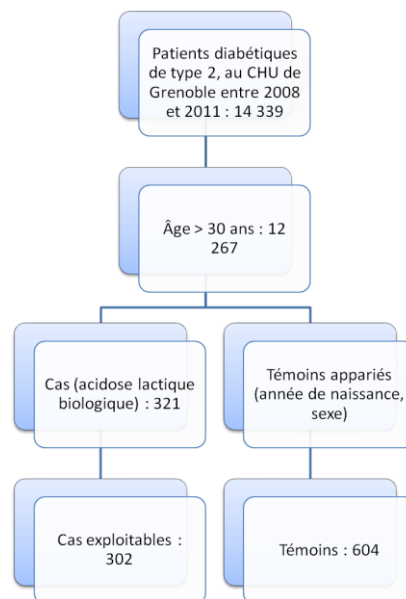 Patients diabétiques
de type 2, au CHU de
Grenoble entre 2008
et 2011 : 14 339
Âge > 30 ans : 12
267
Cas (acidose lactique
biologique) : 321
Témoins appariés
(année de naissance,
sexe)
Cas exploitables :
302
Témoins : 604